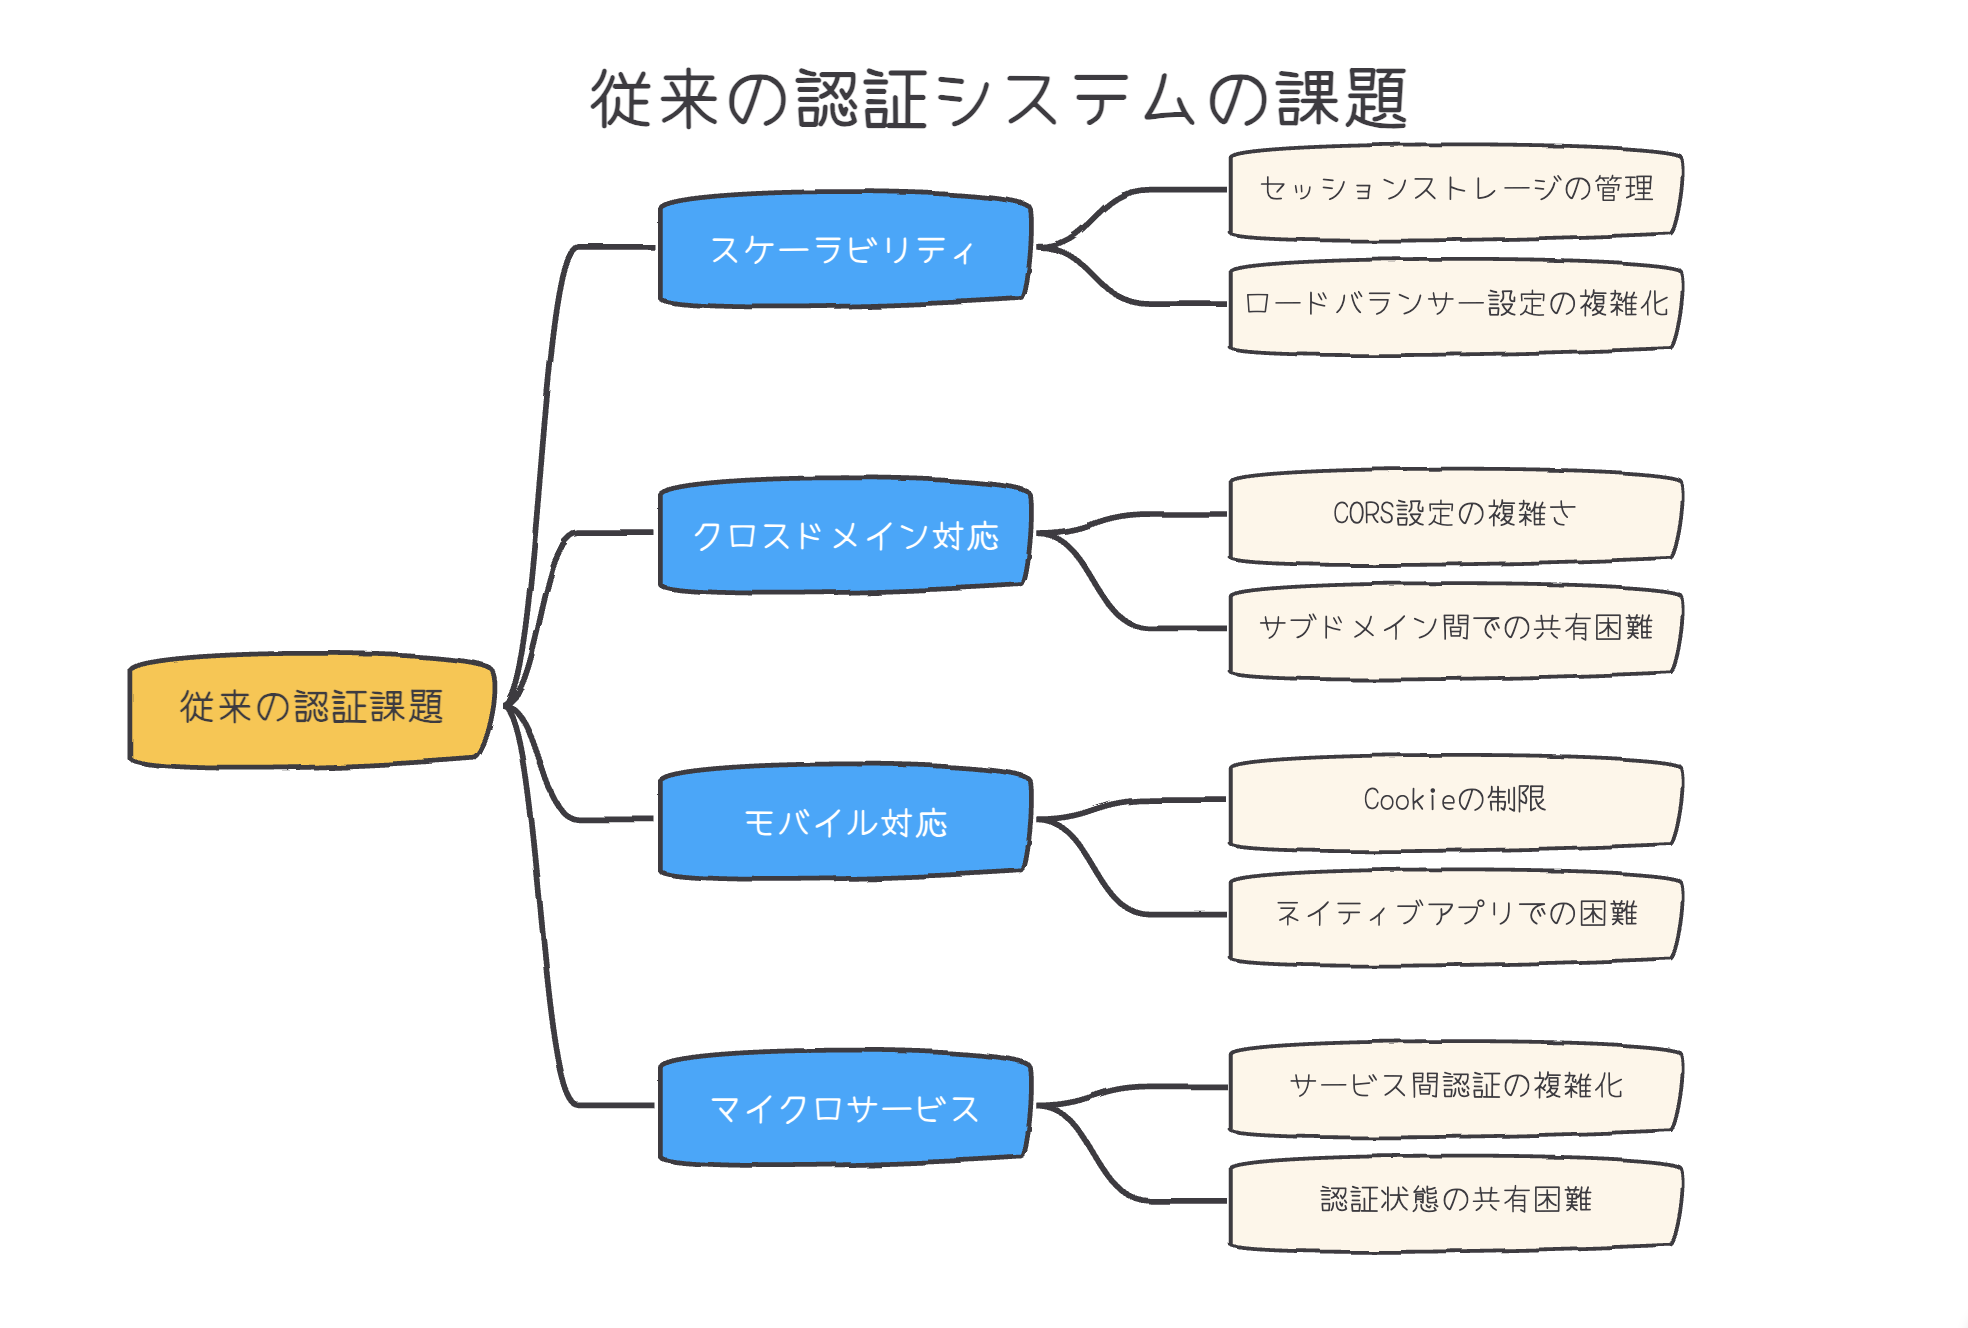 従来の認証システムの課題
従来の認証課題
スケーラビリティ
セッションストレージの管理
ロードバランサー設定の複雑化
クロスドメイン対応
CORS設定の複雑さ
サブドメイン間での共有困難
モバイル対応
Cookieの制限
ネイティブアプリでの困難
マイクロサービス
サービス間認証の複雑化
認証状態の共有困難